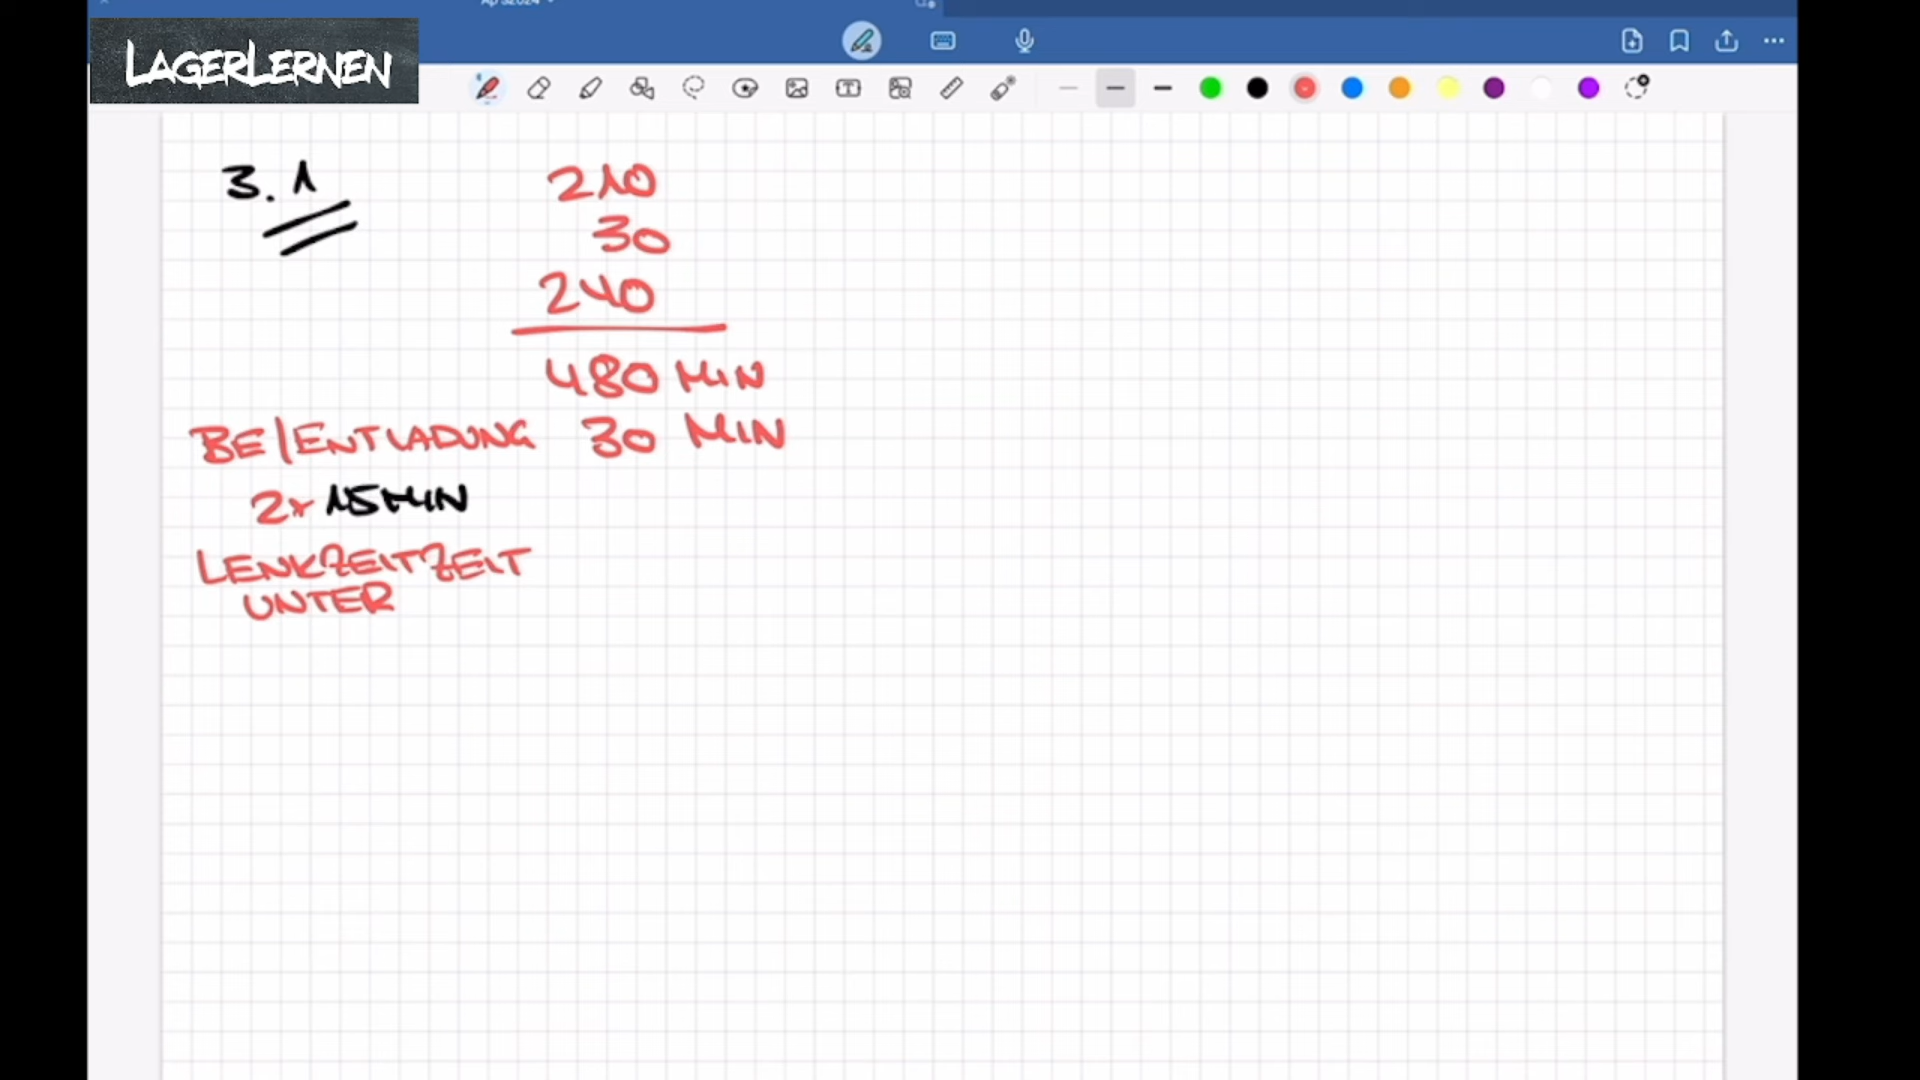 LAGERLERNEN
3.1
210
30
240
480 MIN
BE/ENTLADUNG 30 MIN
2x 15 MIN
LENKZEITZEIT
UNTER